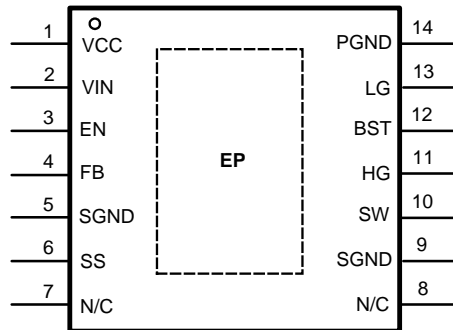 1 VCC PGND 14
2 VIN LG 13
3 EN BST 12
4 FB EP HG 11
5 SGND SW 10
6 SS SGND 9
7 N/C N/C 8